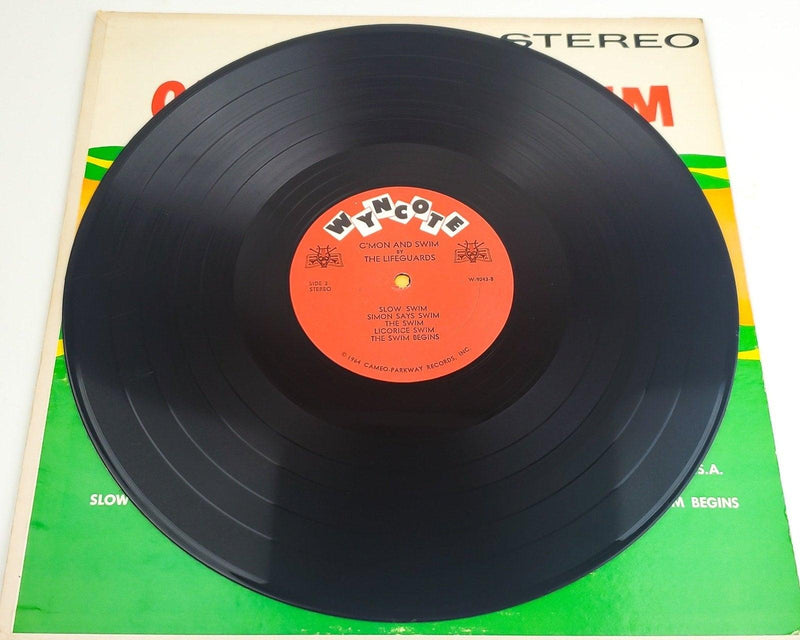 STEREO
IM
WYNCOTE
C'MON AND SWIM
BY
THE LIFEGUARDS
SIDE 2
STEREO
W-9043-B
SLOW SWIM
SIMON SAYS SWIM
THE SWIM
LICORICE SWIM
THE SWIM BEGINS
©1964 CAMEO-PARKWAY RECORDS, INC.
S.A.
SLOW
M BEGINS